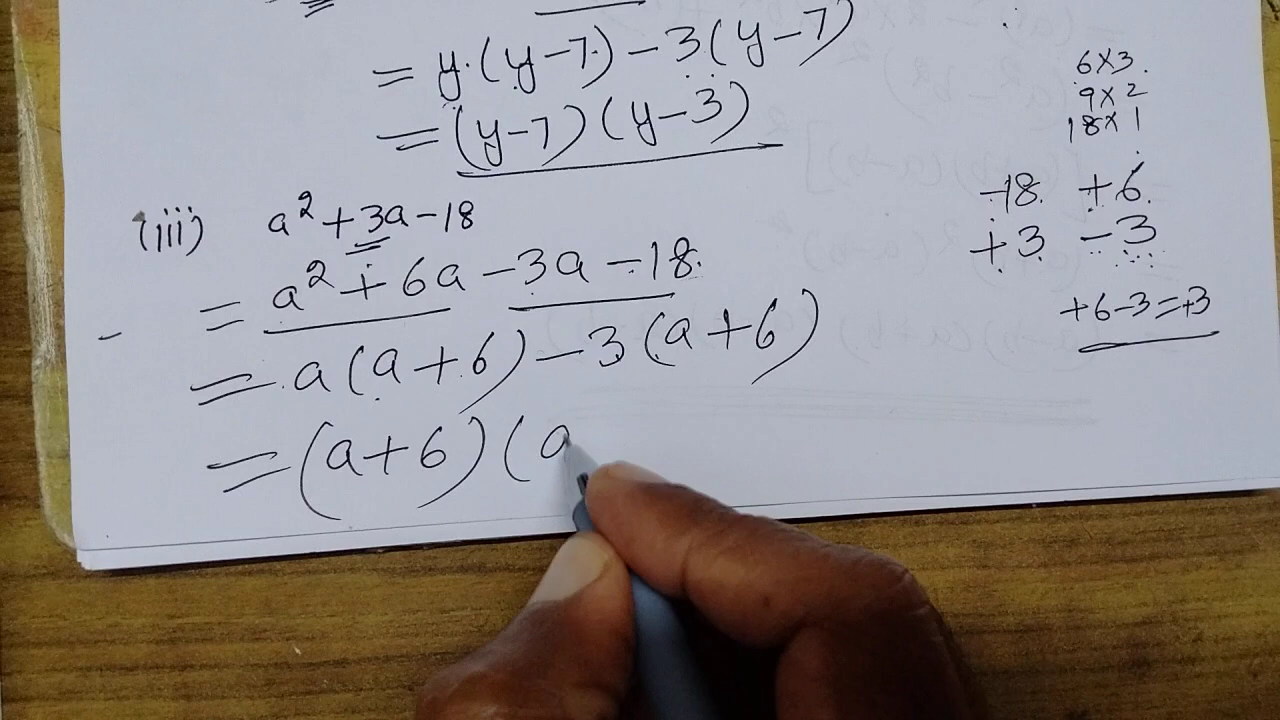 = y.(y-7)-3(y-7)
= (y-7)(y-3)
(iii) a²+3a-18
= a²+6a-3a-18
= a(a+6)-3(a+6)
= (a+6)(a
6×3
9×2
18×1
-18 +6
+3 -3
+6-3=+3